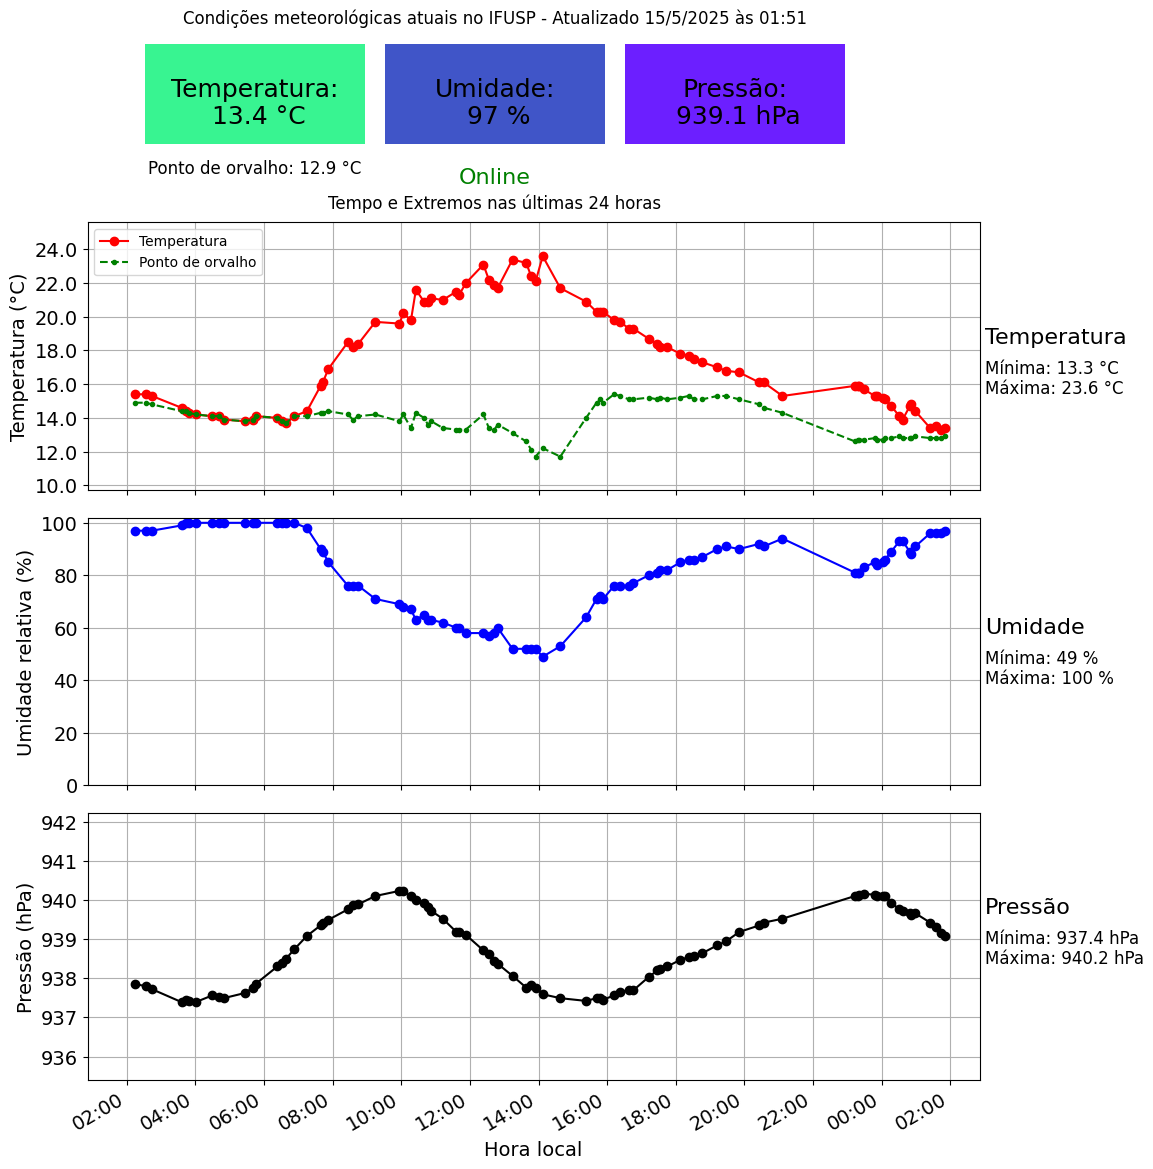 Condições meteorológicas atuais no IFUSP - Atualizado 15/5/2025 às 01:51
Temperatura:
13.4 °C
Umidade:
97 %
Pressão:
939.1 hPa
Ponto de orvalho: 12.9 °C
Online
Tempo e Extremos nas últimas 24 horas
Temperatura (°C)
24.0
22.0
20.0
18.0
16.0
14.0
12.0
10.0
Temperatura
Ponto de orvalho
Temperatura
Mínima: 13.3 °C
Máxima: 23.6 °C
Umidade relativa (%)
100
80
60
40
20
0
Umidade
Mínima: 49 %
Máxima: 100 %
Pressão (hPa)
942
941
940
939
938
937
936
Pressão
Mínima: 937.4 hPa
Máxima: 940.2 hPa
02:00 04:00 06:00 08:00 10:00 12:00 14:00 16:00 18:00 20:00 22:00 00:00 02:00
Hora local